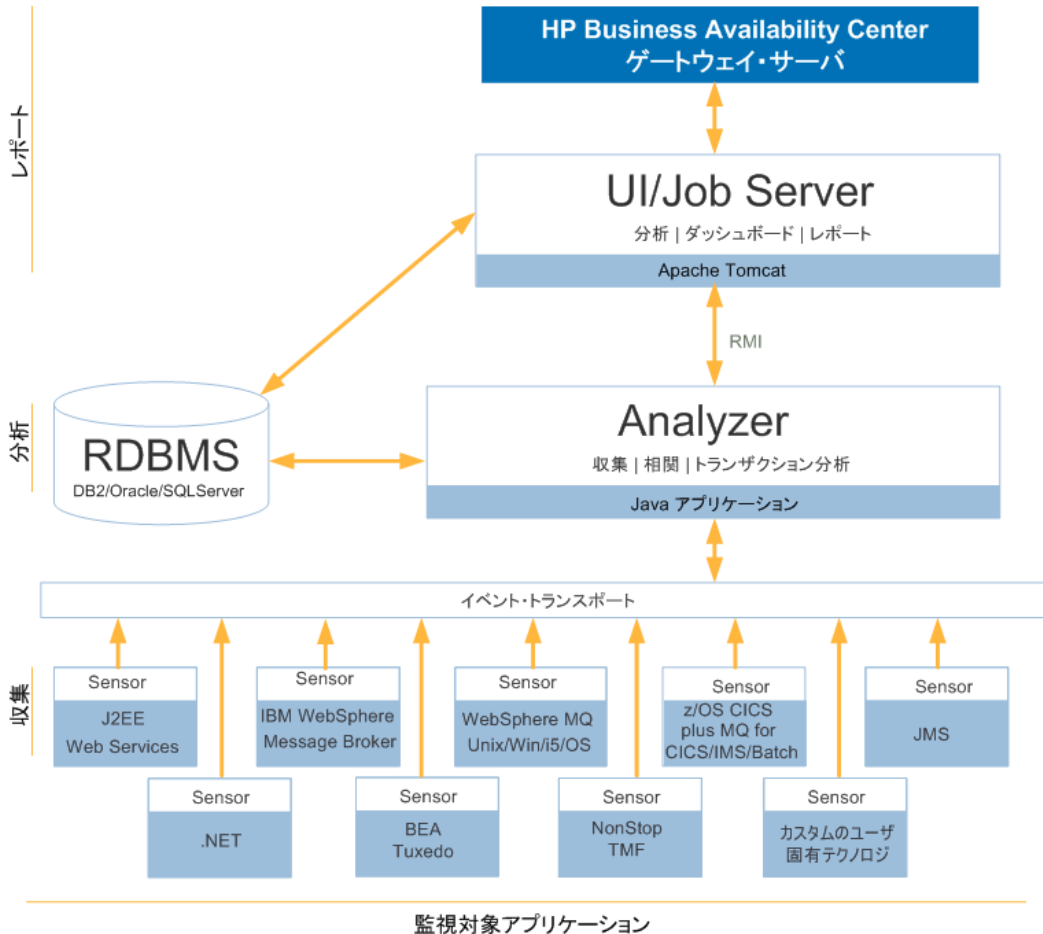 HP Business Availability Center
ゲートウェイ・サーバ
レポート
UI/Job Server
分析 | ダッシュボード | レポート
Apache Tomcat
RMI
分析
RDBMS
DB2/Oracle/SQLServer
Analyzer
収集 | 相関 | トランザクション分析
Java アプリケーション
イベント・トランスポート
収集
Sensor
J2EE
Web Services
Sensor
IBM WebSphere
Message Broker
Sensor
WebSphere MQ
Unix/Win/i5/OS
Sensor
z/OS CICS
plus MQ for
CICS/IMS/Batch
Sensor
JMS
Sensor
.NET
Sensor
BEA
Tuxedo
Sensor
NonStop
TMF
Sensor
カスタムのユーザ
固有テクノロジ
監視対象アプリケーション